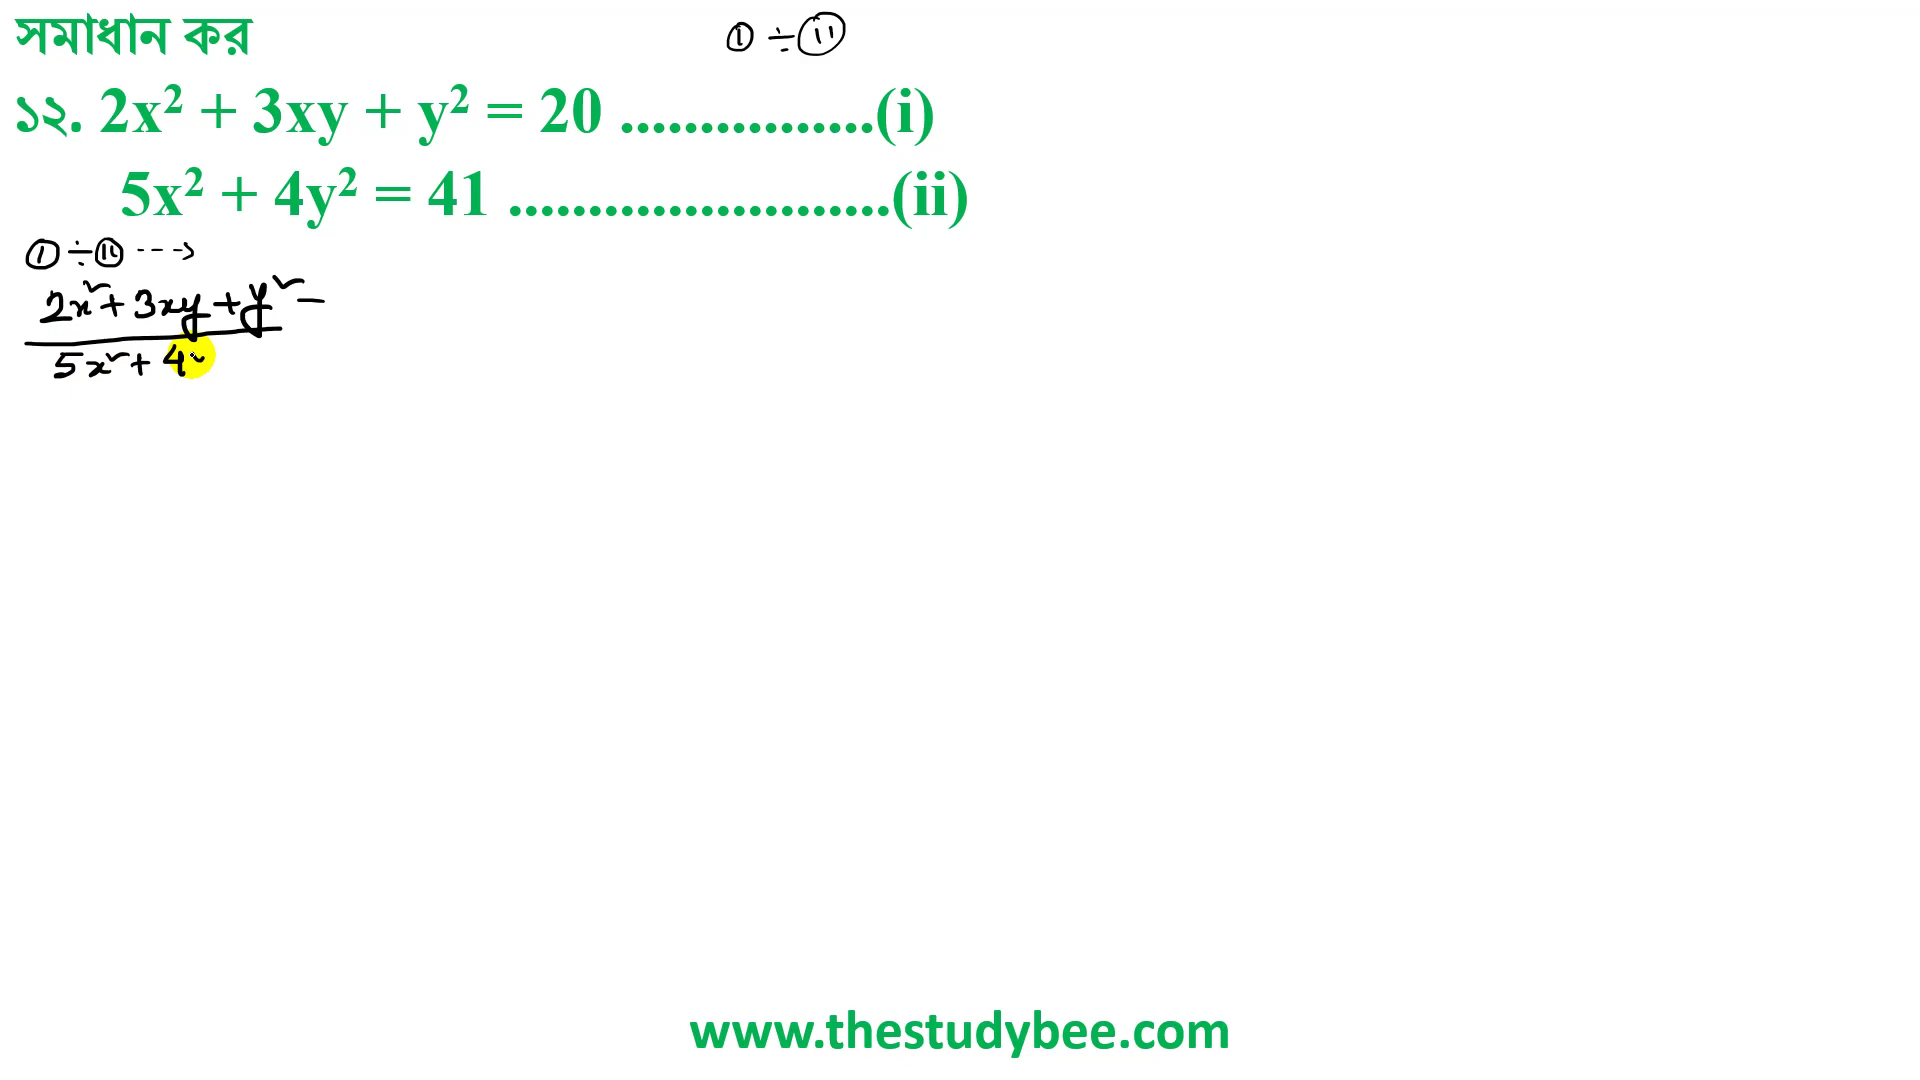 সমাধান কর
① ÷ ⓘⓘ
১২. 2x² + 3xy + y² = 20 ................(i)
5x² + 4y² = 41 ........................(ii)
① ÷ ⓘⓘ --->
2x² + 3xy + y² -
5x² + 4
www.thestudybee.com